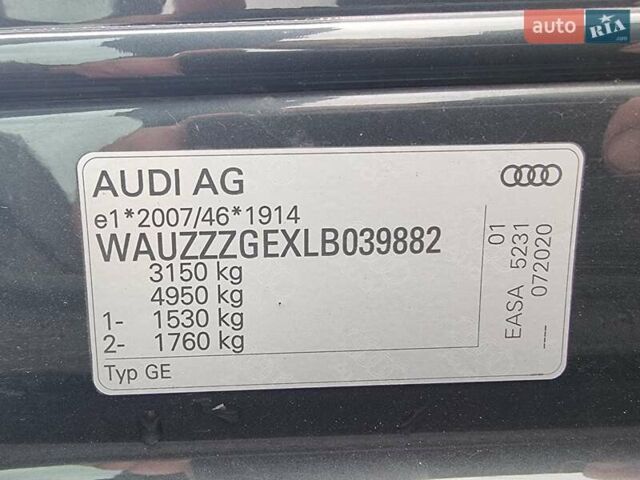 auto RIA .com
AUDI AG
e1*2007/46*1914
WAUZZZGEXLB039882
3150 kg
4950 kg
1- 1530 kg
2- 1760 kg
Typ GE
01
EASA 5231
---- 072020